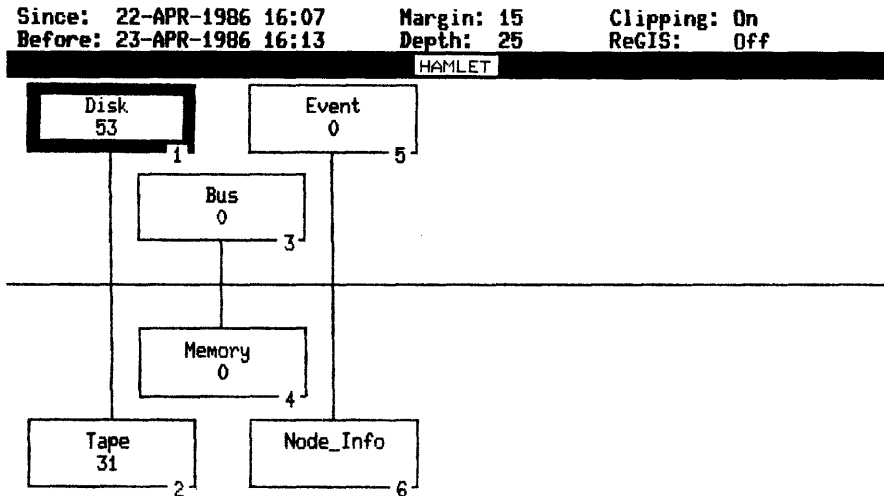 Since: 22-APR-1986 16:07 Margin: 15 Clipping: On
Before: 23-APR-1986 16:13 Depth: 25 ReGIS: Off
HAMLET
Disk
53
1
Event
0
5
Bus
0
3
Memory
0
4
Tape
31
2
Node_Info
6